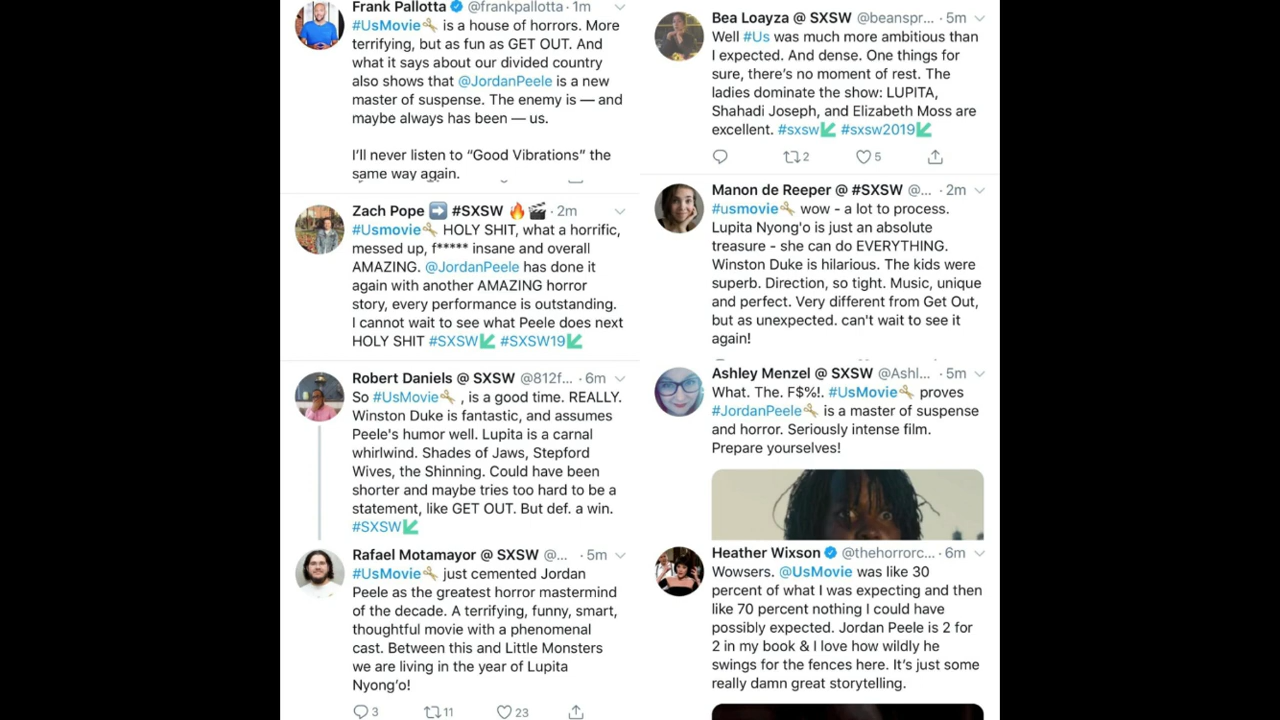 Frank Pallotta @frankpallotta · 1m
#UsMovie is a house of horrors. More
terrifying, but as fun as GET OUT. And
what it says about our divided country
also shows that @JordanPeele is a new
master of suspense. The enemy is — and
maybe always has been — us.
I'll never listen to “Good Vibrations” the
same way again.
Zach Pope ➡️ #SXSW 🔥🎬 · 2m
#Usmovie HOLY SHIT, what a horrific,
messed up, f***** insane and overall
AMAZING. @JordanPeele has done it
again with another AMAZING horror
story, every performance is outstanding.
I cannot wait to see what Peele does next
HOLY SHIT #SXSW #SXSW19
Robert Daniels @ SXSW @812f... · 6m
So #UsMovie , is a good time. REALLY.
Winston Duke is fantastic, and assumes
Peele's humor well. Lupita is a carnal
whirlwind. Shades of Jaws, Stepford
Wives, the Shinning. Could have been
shorter and maybe tries too hard to be a
statement, like GET OUT. But def. a win.
#SXSW
Rafael Motamayor @ SXSW @... · 5m
#UsMovie just cemented Jordan
Peele as the greatest horror mastermind
of the decade. A terrifying, funny, smart,
thoughtful movie with a phenomenal
cast. Between this and Little Monsters
we are living in the year of Lupita
Nyong'o!
3 11 23
Bea Loayza @ SXSW @beanspr... · 5m
Well #Us was much more ambitious than
I expected. And dense. One things for
sure, there's no moment of rest. The
ladies dominate the show: LUPITA,
Shahadi Joseph, and Elizabeth Moss are
excellent. #sxsw #sxsw2019
2 5
Manon de Reeper @ #SXSW @... · 2m
#usmovie wow - a lot to process.
Lupita Nyong'o is just an absolute
treasure - she can do EVERYTHING.
Winston Duke is hilarious. The kids were
superb. Direction, so tight. Music, unique
and perfect. Very different from Get Out,
but as unexpected. can't wait to see it
again!
Ashley Menzel @ SXSW @Ashl... · 5m
What. The. F$%!. #UsMovie proves
#JordanPeele is a master of suspense
and horror. Seriously intense film.
Prepare yourselves!
Heather Wixson @thehorrorc... · 6m
Wowsers. @UsMovie was like 30
percent of what I was expecting and then
like 70 percent nothing I could have
possibly expected. Jordan Peele is 2 for
2 in my book & I love how wildly he
swings for the fences here. It's just some
really damn great storytelling.